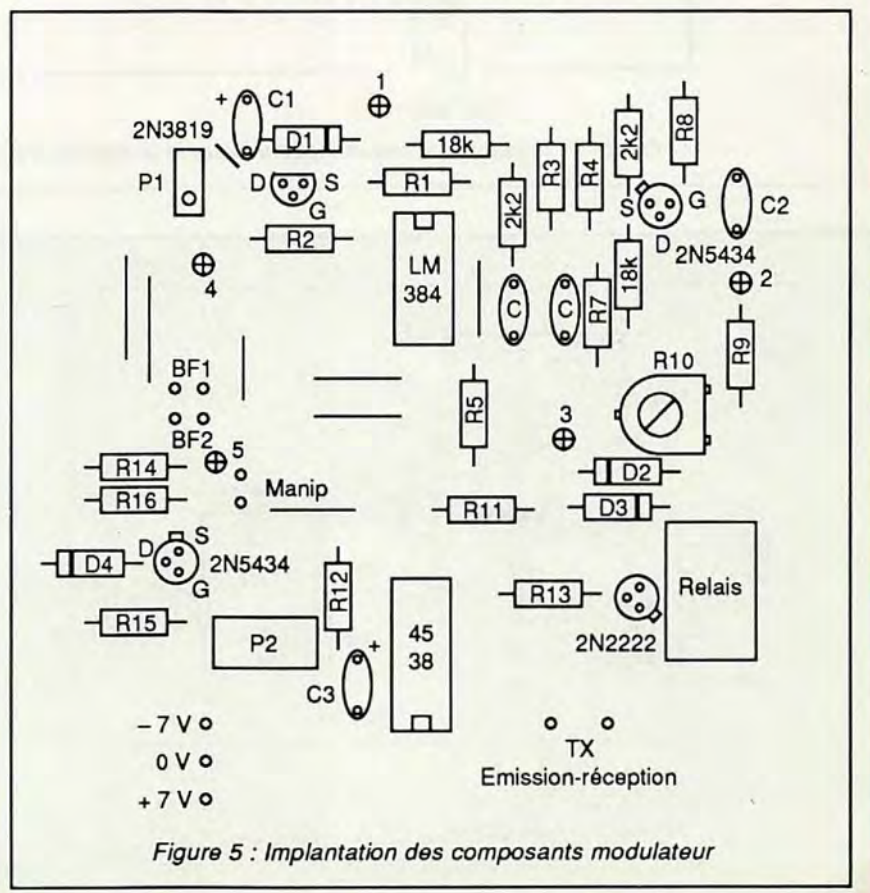 1
+
C1
R8
2N3819
D1
18k
2k2
P1
D
S
R1
R3
R4
G
2k2
S
G
C2
R2
LM
384
D
2N5434
4
18k
2
C
C
R7
R9
BF1
R10
R5
BF2
5
3
R14
D2
R16
Manip
R11
D3
S
D
D4
2N5434
G
R12
R13
Relais
R15
P2
45
38
+
2N2222
C3
– 7 V
0 V
TX
Emission-réception
+ 7 V
Figure 5 : Implantation des composants modulateur